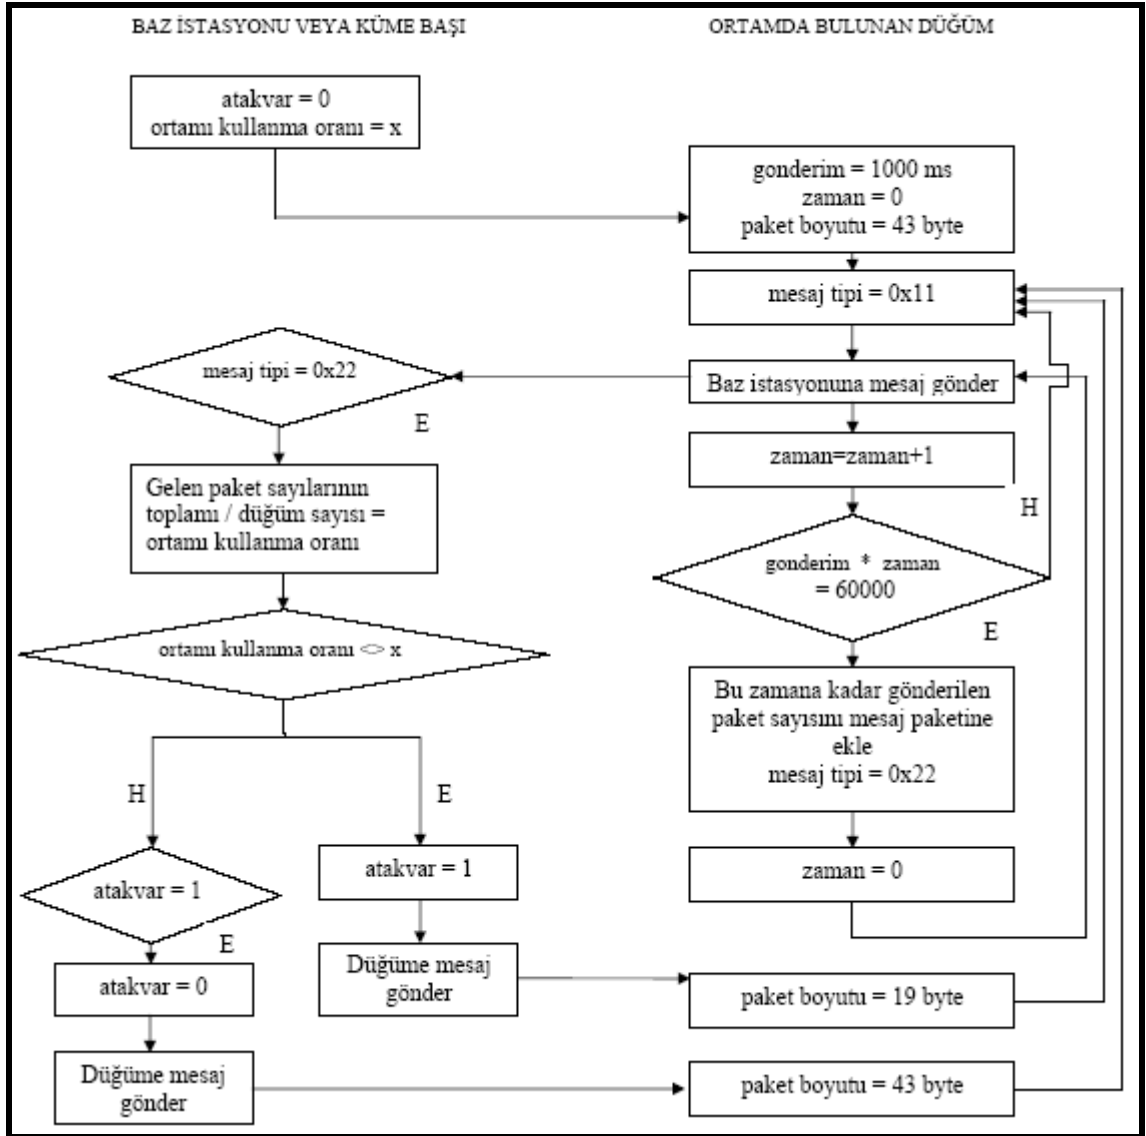 BAZ İSTASYONU VEYA KÜME BAŞI
ORTAMDA BULUNAN DÜĞÜM
atakvar = 0
ortamı kullanma oranı = x
gonderim = 1000 ms
zaman = 0
paket boyutu = 43 byte
mesaj tipi = 0x11
mesaj tipi = 0x22
Baz istasyonuna mesaj gönder
E
zaman=zaman+1
Gelen paket sayılarının
toplamı / düğüm sayısı =
ortamı kullanma oranı
H
gonderim * zaman
= 60000
E
ortamı kullanma oranı <> x
Bu zamana kadar gönderilen
paket sayısını mesaj paketine
ekle
mesaj tipi = 0x22
H
E
atakvar = 1
atakvar = 1
zaman = 0
E
Düğüme mesaj
gönder
atakvar = 0
paket boyutu = 19 byte
Düğüme mesaj
gönder
paket boyutu = 43 byte